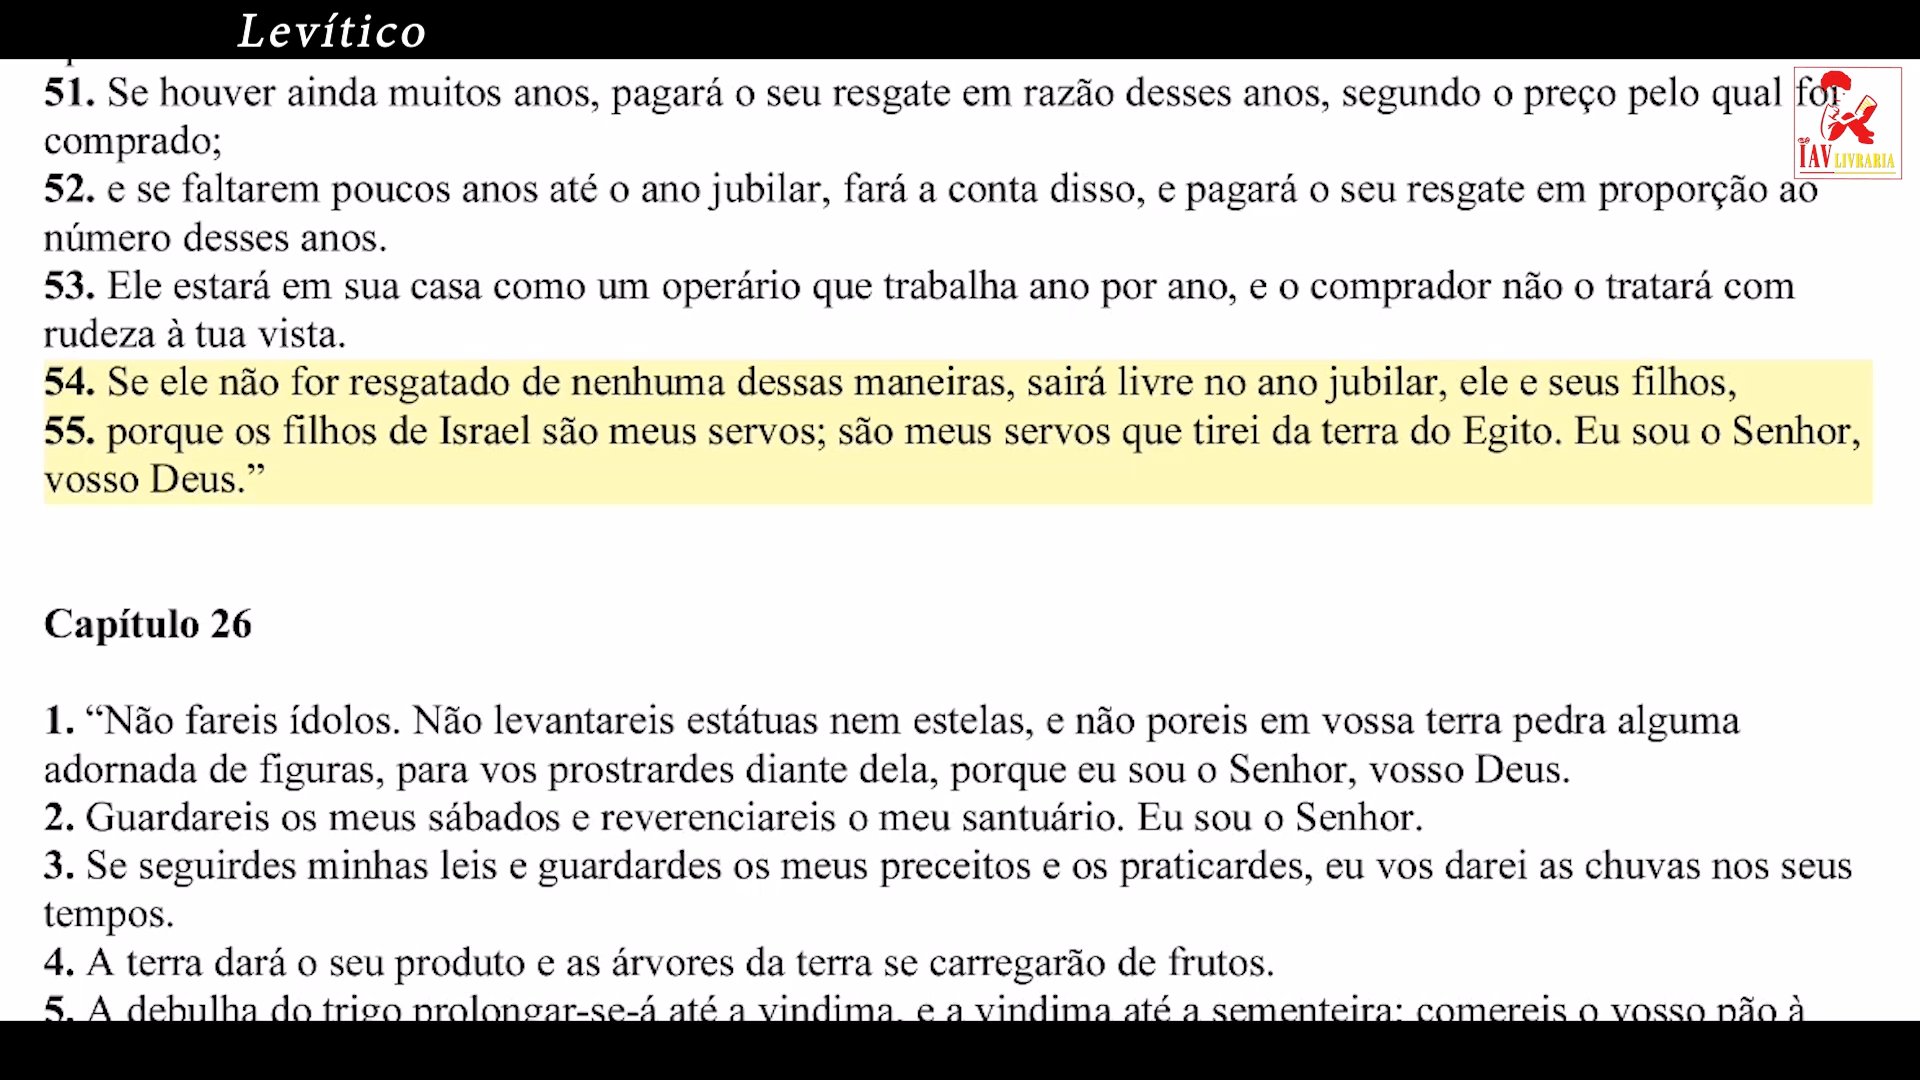 Levítico
51. Se houver ainda muitos anos, pagará o seu resgate em razão desses anos, segundo o preço pelo qual foi
comprado;
52. e se faltarem poucos anos até o ano jubilar, fará a conta disso, e pagará o seu resgate em proporção ao
número desses anos.
53. Ele estará em sua casa como um operário que trabalha ano por ano, e o comprador não o tratará com
rudeza à tua vista.
54. Se ele não for resgatado de nenhuma dessas maneiras, sairá livre no ano jubilar, ele e seus filhos,
55. porque os filhos de Israel são meus servos; são meus servos que tirei da terra do Egito. Eu sou o Senhor,
vosso Deus.”
Capítulo 26
1. “Não fareis ídolos. Não levantareis estátuas nem estelas, e não poreis em vossa terra pedra alguma
adornada de figuras, para vos prostrardes diante dela, porque eu sou o Senhor, vosso Deus.
2. Guardareis os meus sábados e reverenciareis o meu santuário. Eu sou o Senhor.
3. Se seguirdes minhas leis e guardardes os meus preceitos e os praticardes, eu vos darei as chuvas nos seus
tempos.
4. A terra dará o seu produto e as árvores da terra se carregarão de frutos.
5. A debulha do trigo prolongar-se-á até a vindima, e a vindima até a sementeira; comereis o vosso pão à
IAV LIVRARIA